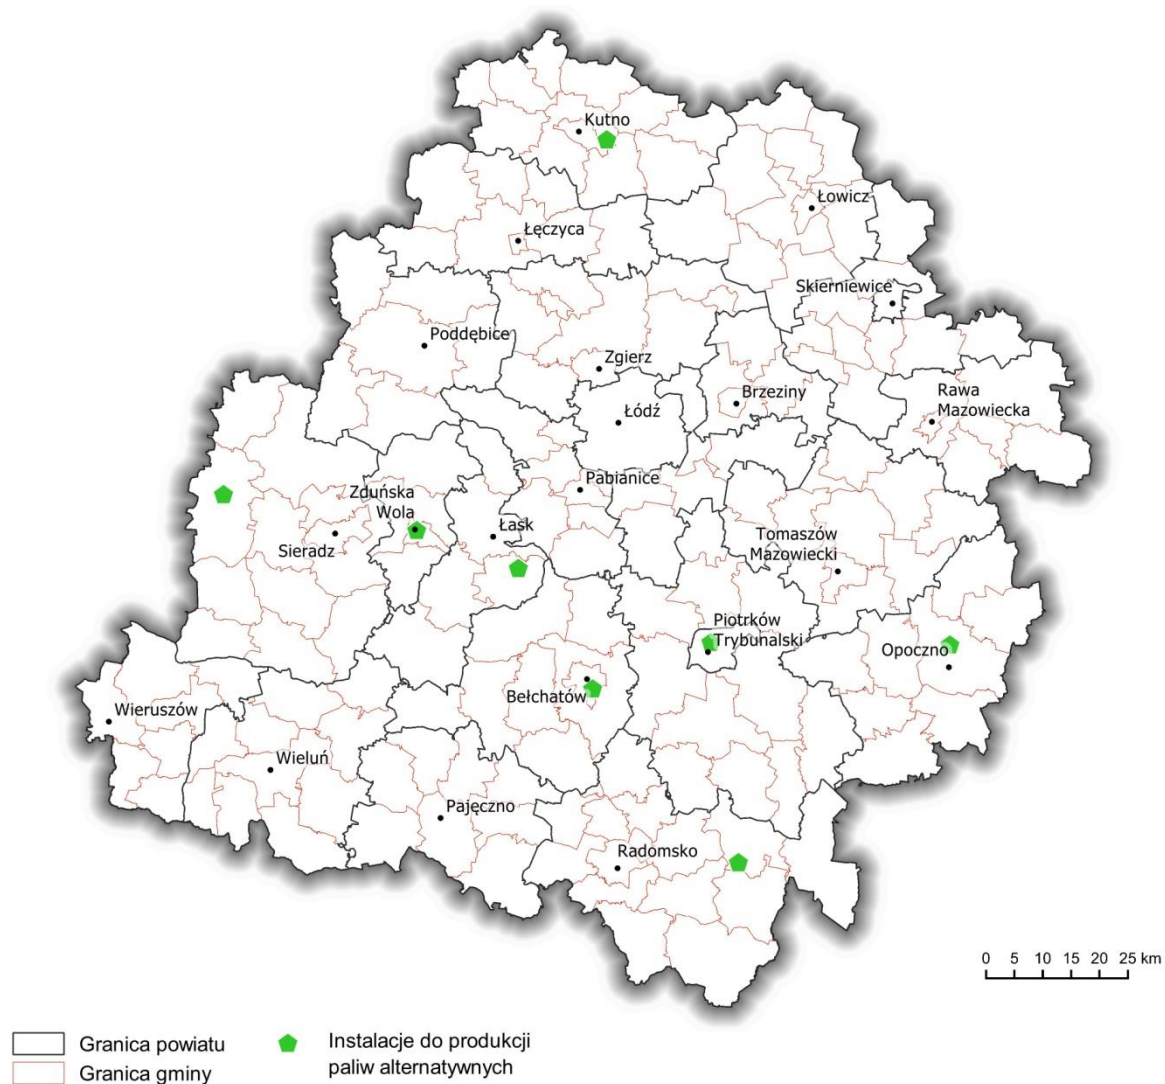 Kutno
Łowicz
Łęczyca
Skierniewice
Poddębice
Zgierz
Rawa
Mazowiecka
Brzeziny
Łódź
Pabianice
Zduńska
Wola
Łask
Sieradz
Tomaszów
Mazowiecki
Piotrków
Trybunalski
Opoczno
Bełchatów
Wieruszów
Wieluń
Pajęczno
Radomsko
0 5 10 15 20 25 km
Granica powiatu
Granica gminy
Instalacje do produkcji
paliw alternatywnych